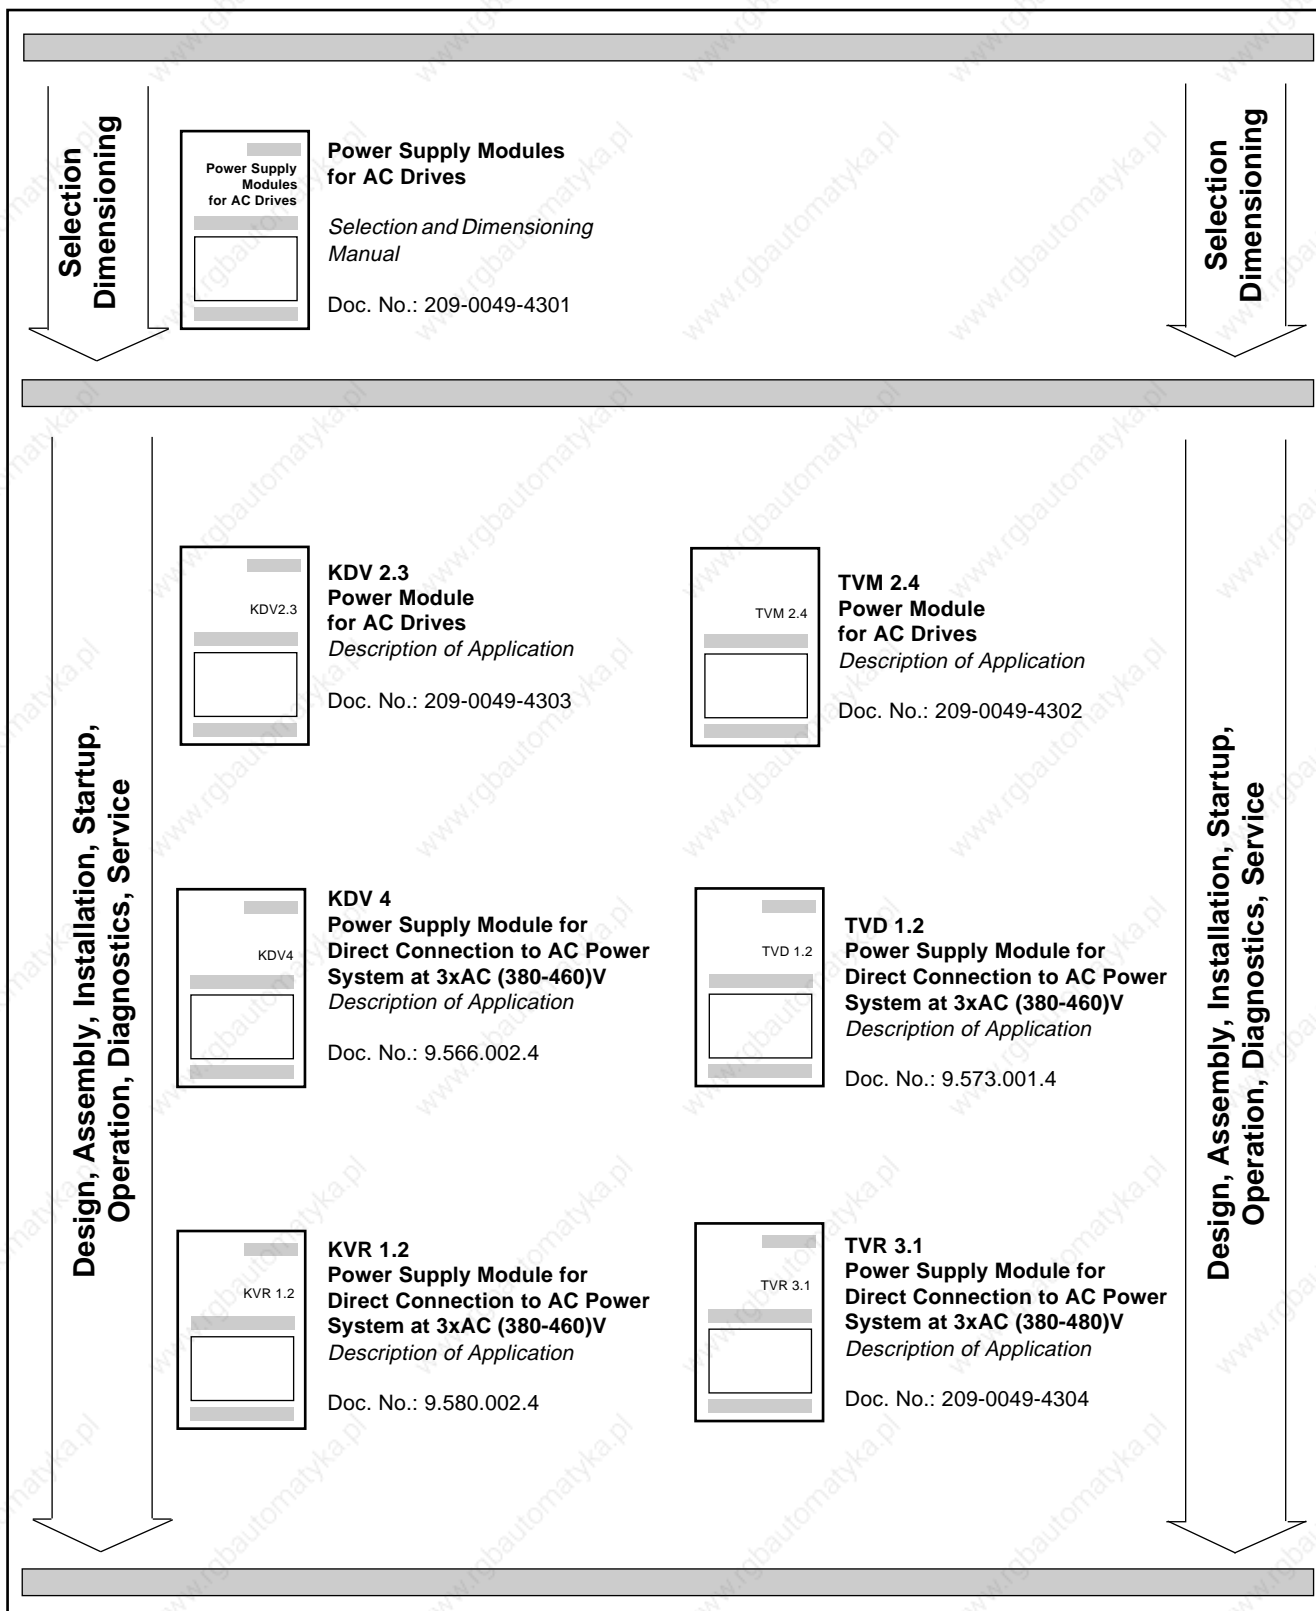 Selection
Dimensioning
Power Supply
Modules
for AC Drives
Power Supply Modules
for AC Drives
Selection and Dimensioning
Manual
Doc. No.: 209-0049-4301
Selection
Dimensioning
Design, Assembly, Installation, Startup,
Operation, Diagnostics, Service
KDV2.3
KDV 2.3
Power Module
for AC Drives
Description of Application
Doc. No.: 209-0049-4303
TVM 2.4
TVM 2.4
Power Module
for AC Drives
Description of Application
Doc. No.: 209-0049-4302
KDV4
KDV 4
Power Supply Module for
Direct Connection to AC Power
System at 3xAC (380-460)V
Description of Application
Doc. No.: 9.566.002.4
TVD 1.2
TVD 1.2
Power Supply Module for
Direct Connection to AC Power
System at 3xAC (380-460)V
Description of Application
Doc. No.: 9.573.001.4
KVR 1.2
KVR 1.2
Power Supply Module for
Direct Connection to AC Power
System at 3xAC (380-460)V
Description of Application
Doc. No.: 9.580.002.4
TVR 3.1
TVR 3.1
Power Supply Module for
Direct Connection to AC Power
System at 3xAC (380-480)V
Description of Application
Doc. No.: 209-0049-4304
Design, Assembly, Installation, Startup,
Operation, Diagnostics, Service
www.rgbautomatyka.pl